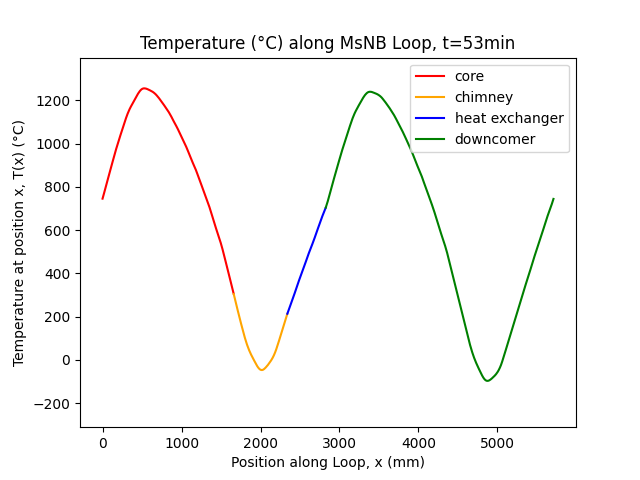 Temperature (°C) along MsNB Loop, t=53min
Temperature at position x, T(x) (°C)
1200
1000
800
600
400
200
0
−200
core
chimney
heat exchanger
downcomer
0
1000
2000
3000
4000
5000
Position along Loop, x (mm)